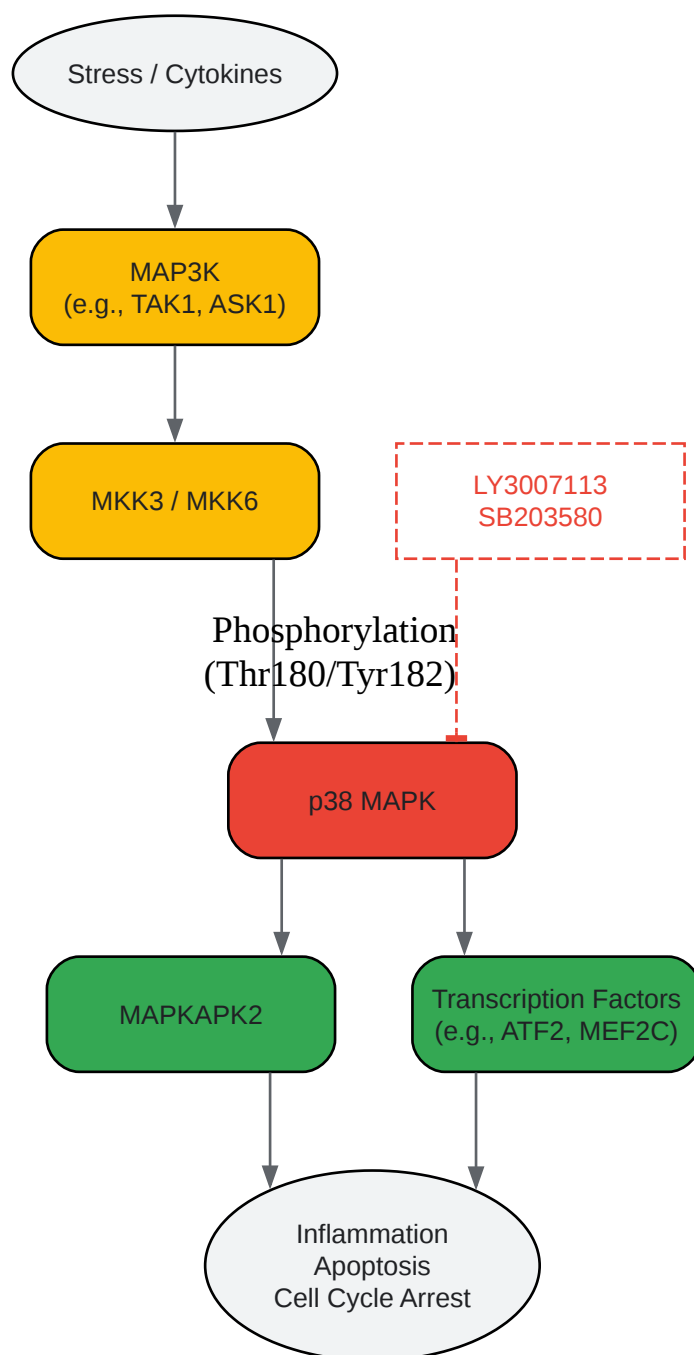 Stress / Cytokines
MAP3K
(e.g., TAK1, ASK1)
MKK3 / MKK6
LY3007113
SB203580
Phosphorylation
(Thr180/Tyr182)
p38 MAPK
MAPKAPK2
Transcription Factors
(e.g., ATF2, MEF2C)
Inflammation
Apoptosis
Cell Cycle Arrest